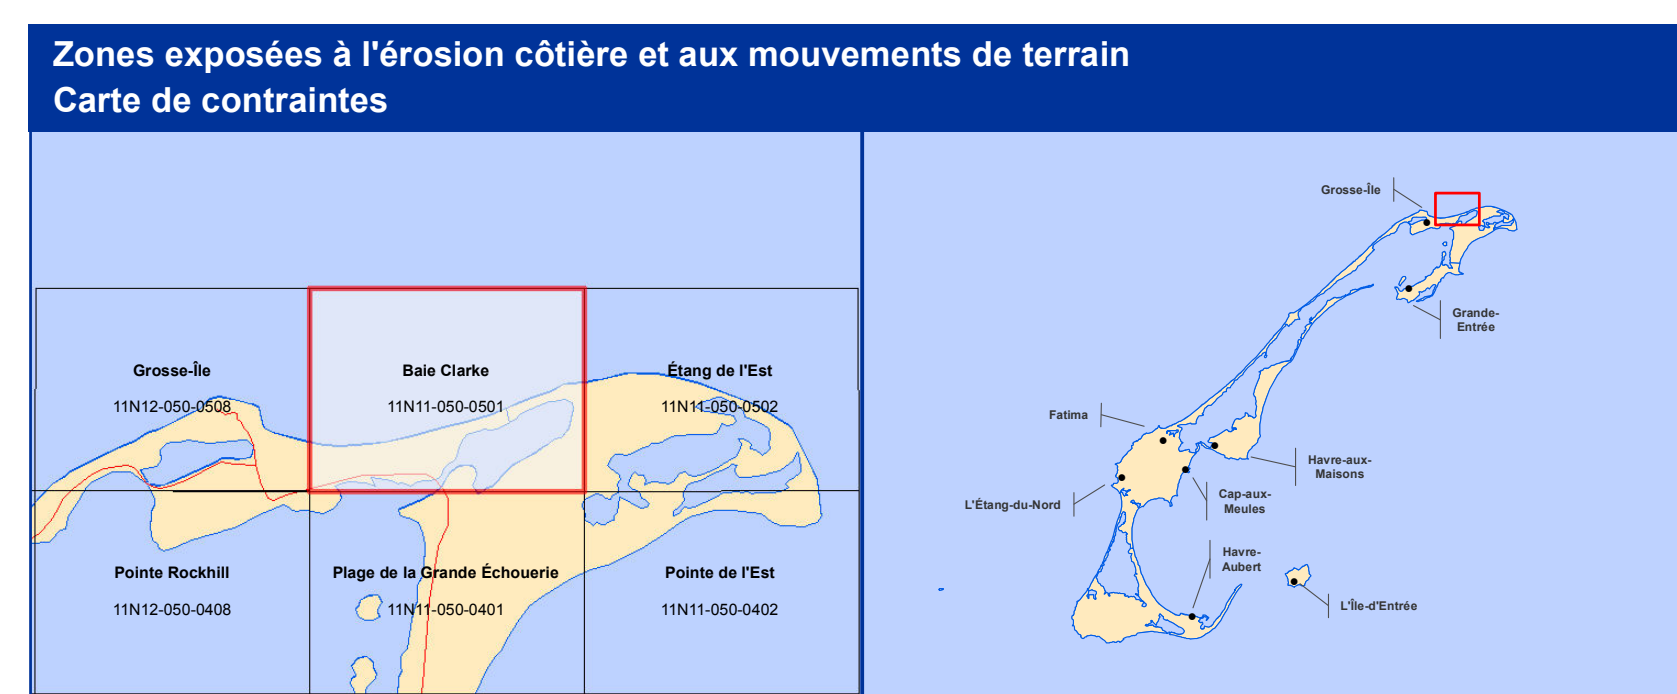 Zones exposées à l'érosion côtière et aux mouvements de terrain
Carte de contraintes
Grosse-Île
11N12-050-0508
Baie Clarke
11N11-050-0501
Étang de l'Est
11N11-050-0502
Pointe Rockhill
11N12-050-0408
Plage de la Grande Échouerie
11N11-050-0401
Pointe de l'Est
11N11-050-0402
Grosse-Île
Grande-
Entrée
Fatima
Havre-aux-
Maisons
L'Étang-du-Nord
Cap-aux-
Meules
Havre-
Aubert
L'Île-d'Entrée